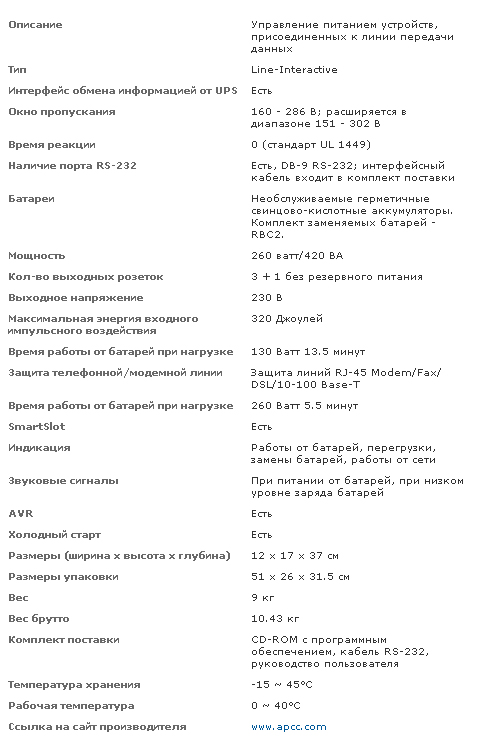 Описание
Управление питанием устройств,
присоединенных к линии передачи
данных
Тип
Line-Interactive
Интерфейс обмена информацией от UPS
Есть
Окно пропускания
160 - 286 В; расширяется в
диапазоне 151 - 302 В
Время реакции
0 (стандарт UL 1449)
Наличие порта RS-232
Есть, DB-9 RS-232; интерфейсный
кабель входит в комплект поставки
Батареи
Необслуживаемые герметичные
свинцово-кислотные аккумуляторы.
Комплект заменяемых батарей -
RBC2.
Мощность
260 ватт/420 ВА
Кол-во выходных розеток
3 + 1 без резервного питания
Выходное напряжение
230 В
Максимальная энергия входного
импульсного воздействия
320 Джоулей
Время работы от батарей при нагрузке
130 Ватт 13.5 минут
Защита телефонной/модемной линии
Защита линий RJ-45 Modem/Fax/
DSL/10-100 Base-T
Время работы от батарей при нагрузке
260 Ватт 5.5 минут
SmartSlot
Есть
Индикация
Работы от батарей, перегрузки,
замены батарей, работы от сети
Звуковые сигналы
При питании от батарей, при низком
уровне заряда батарей
AVR
Есть
Холодный старт
Есть
Размеры (ширина x высота x глубина)
12 x 17 x 37 см
Размеры упаковки
51 x 26 x 31.5 см
Вес
9 кг
Вес брутто
10.43 кг
Комплект поставки
CD-ROM с программным
обеспечением, кабель RS-232,
руководство пользователя
Температура хранения
-15 ~ 45°C
Рабочая температура
0 ~ 40°C
Ссылка на сайт производителя
www.apcc.com